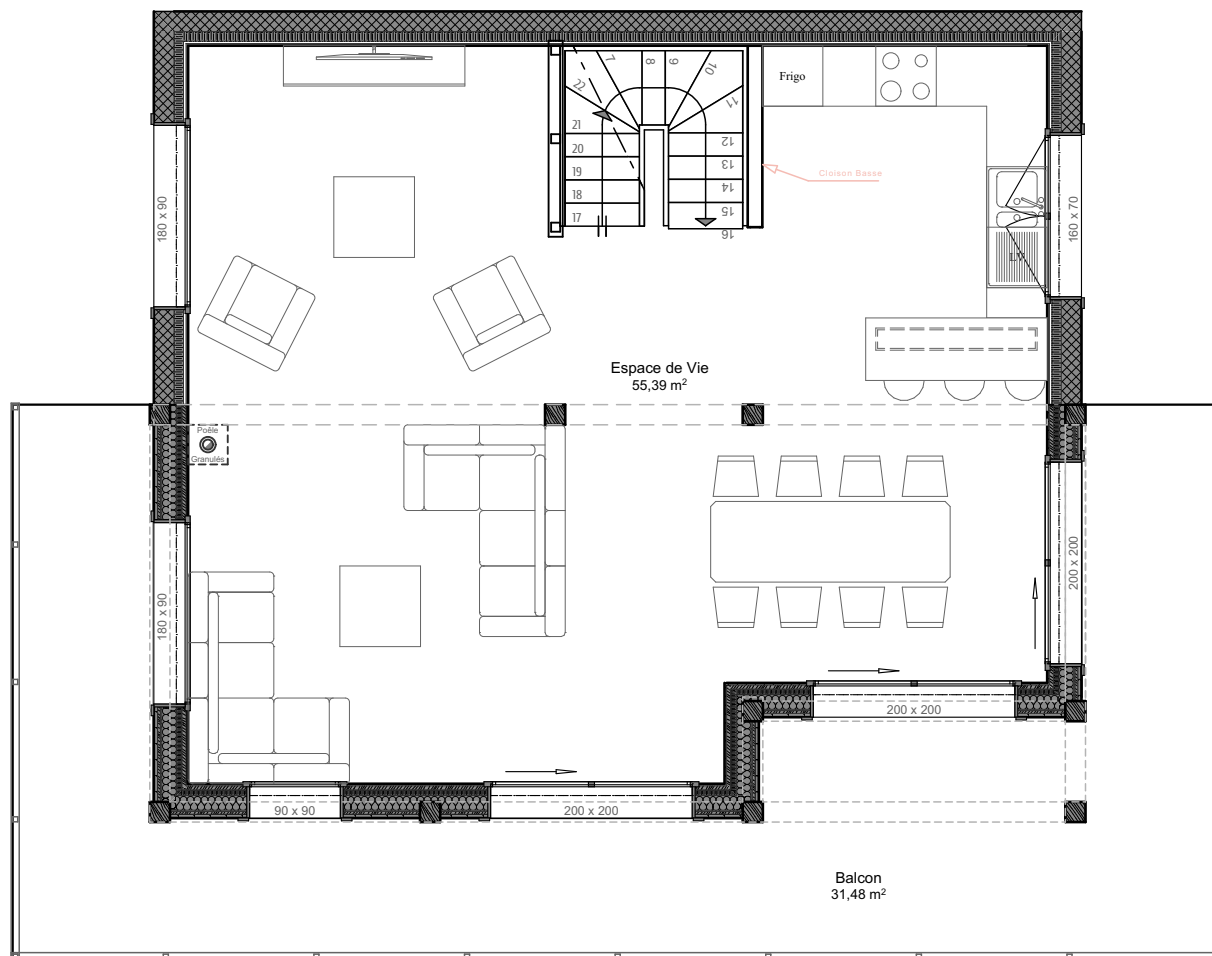 7
8
9
10
11
22
21
20
19
18
17
12
13
14
15
16
Frigo
Cloison Basse
180 x 90
160 x 70
LV
Espace de Vie
55,39 m²
Poêle
Granulés
180 x 90
200 x 200
200 x 200
90 x 90
200 x 200
Balcon
31,48 m²